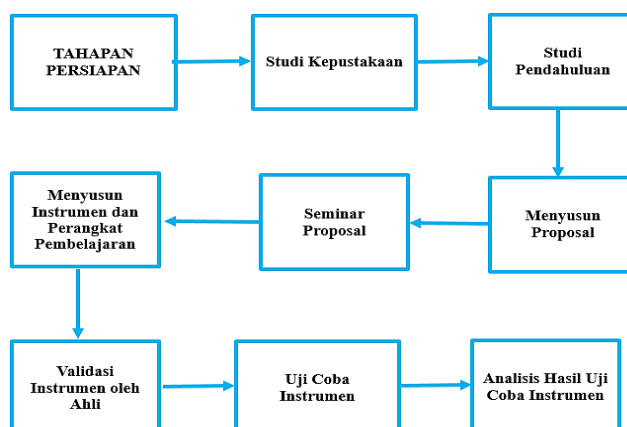 TAHAPAN
PERSIAPAN
Studi Kepustakaan
Studi
Pendahuluan
Menyusun
Proposal
Seminar
Proposal
Menyusun
Instrumen dan
Perangkat
Pembelajaran
Validasi
Instrumen oleh
Ahli
Uji Coba
Instrumen
Analisis Hasil Uji
Coba Instrumen